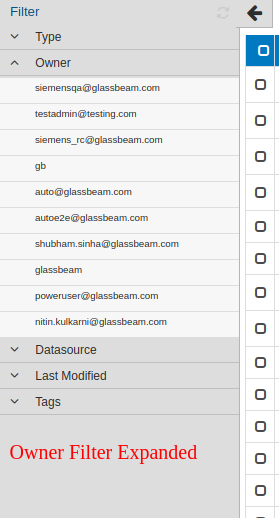 Filter
Type
Owner
siemensqa@glassbeam.com
testadmin@testing.com
siemens_rc@glassbeam.com
gb
auto@glassbeam.com
autoe2e@glassbeam.com
shubham.sinha@glassbeam.com
glassbeam
poweruser@glassbeam.com
nitin.kulkarni@glassbeam.com
Datasource
Last Modified
Tags
Owner Filter Expanded